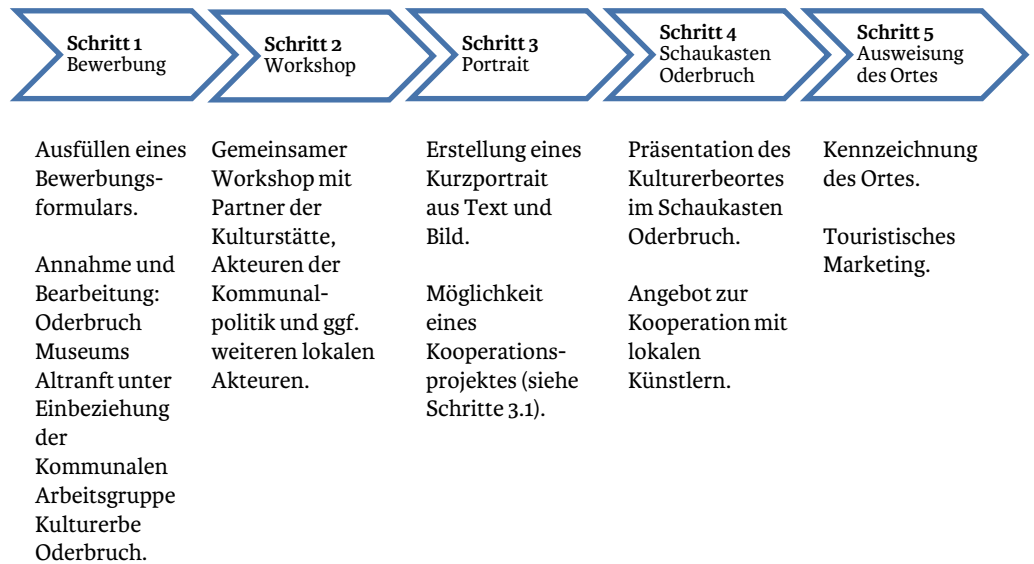 Schritt 1
Bewerbung
Schritt 2
Workshop
Schritt 3
Portrait
Schritt 4
Schaukasten
Oderbruch
Schritt 5
Ausweisung
des Ortes
Ausfüllen eines
Bewerbungs-
formulars.
Annahme und
Bearbeitung:
Oderbruch
Museums
Altranft unter
Einbeziehung
der
Kommunalen
Arbeitsgruppe
Kulturerbe
Oderbruch.
Gemeinsamer
Workshop mit
Partner der
Kulturstätte,
Akteuren der
Kommunal-
politik und ggf.
weiteren lokalen
Akteuren.
Erstellung eines
Kurzportrait
aus Text und
Bild.
Möglichkeit
eines
Kooperations-
projektes (siehe
Schritte 3.1).
Präsentation des
Kulturerbeortes
im Schaukasten
Oderbruch.
Angebot zur
Kooperation mit
lokalen
Künstlern.
Kennzeichnung
des Ortes.
Touristisches
Marketing.